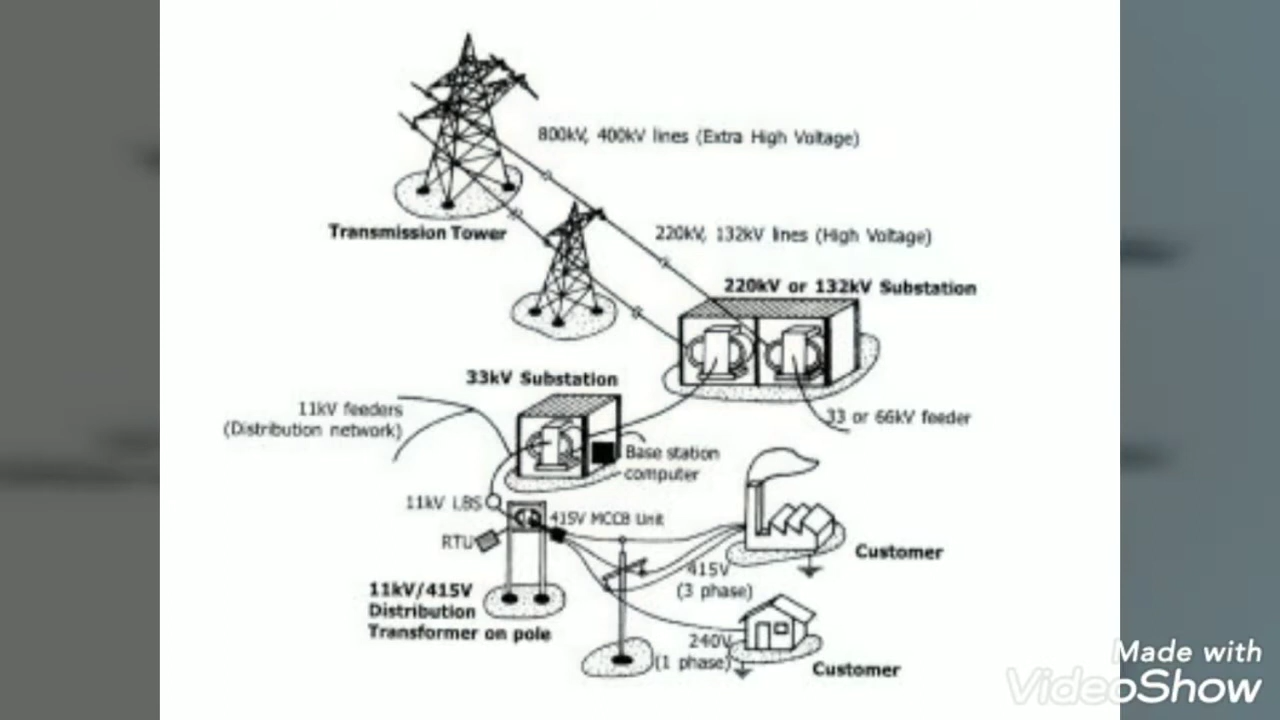 800kV, 400kV lines (Extra High Voltage)
Transmission Tower
220kV, 132kV lines (High Voltage)
220kV or 132kV Substation
33kV Substation
11kV feeders
(Distribution network)
33 or 66kV feeder
Base station
computer
11kV LBS
415V MCCB Unit
RTU
Customer
415V
(3 phase)
11kV/415V
Distribution
Transformer on pole
240V
(1 phase)
Customer
Made with
VideoShow